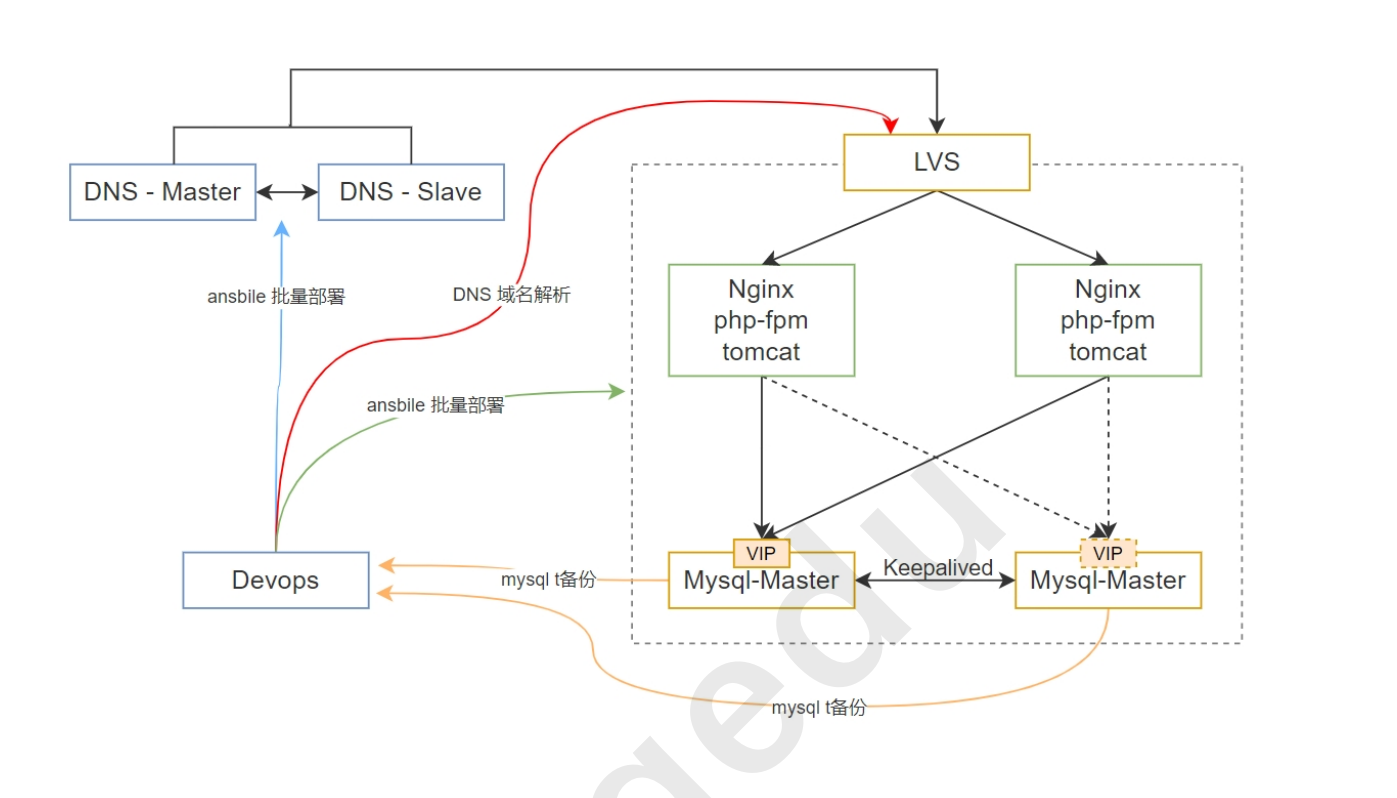 LVS
DNS - Master
DNS - Slave
ansbile 批量部署
DNS 域名解析
Nginx
php-fpm
tomcat
Nginx
php-fpm
tomcat
ansbile 批量部署
VIP
VIP
Devops
mysql t备份
Mysql-Master
Keepalived
Mysql-Master
mysql t备份
gedu